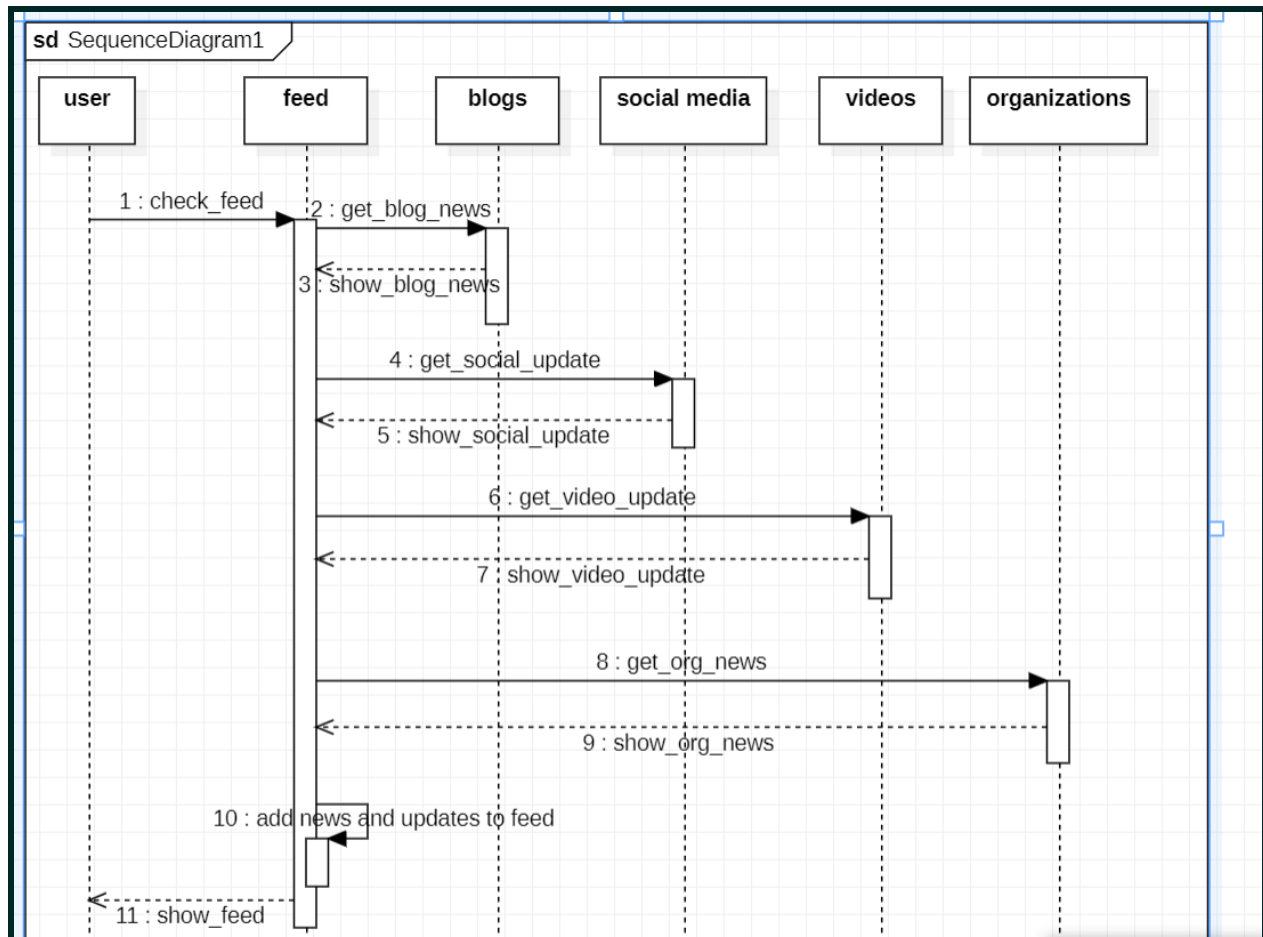 sd SequenceDiagram1
user feed blogs social media videos organizations
1 : check_feed
2 : get_blog_news
3 : show_blog_news
4 : get_social_update
5 : show_social_update
6 : get_video_update
7 : show_video_update
8 : get_org_news
9 : show_org_news
10 : add news and updates to feed
11 : show_feed